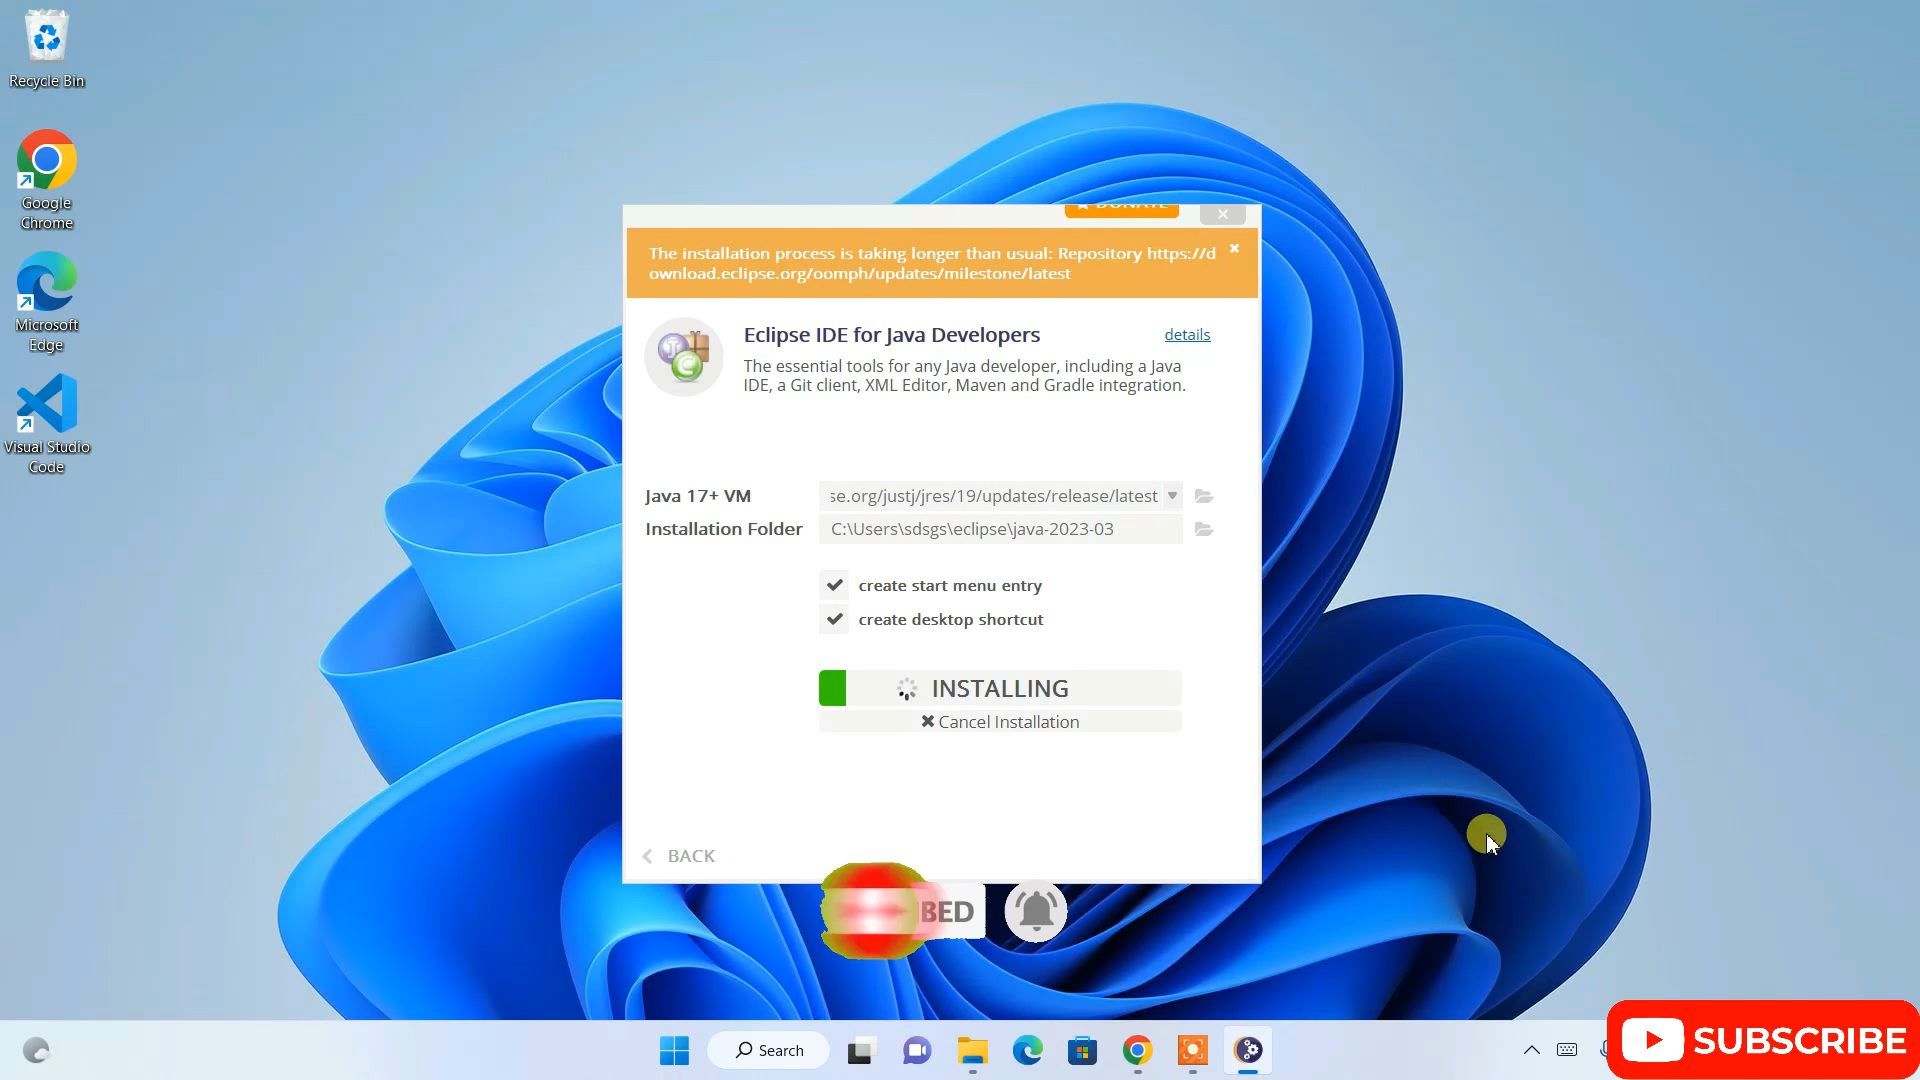 Recycle Bin
Google
Chrome
Microsoft
Edge
Visual Studio
Code
DONATE
The installation process is taking longer than usual: Repository https://d
ownload.eclipse.org/oomph/updates/milestone/latest
Eclipse IDE for Java Developers
details
The essential tools for any Java developer, including a Java
IDE, a Git client, XML Editor, Maven and Gradle integration.
Java 17+ VM
se.org/justj/jres/19/updates/release/latest
Installation Folder
C:\Users\sdsgs\eclipse\java-2023-03
create start menu entry
create desktop shortcut
INSTALLING
Cancel Installation
BACK
BED
Search
SUBSCRIBE